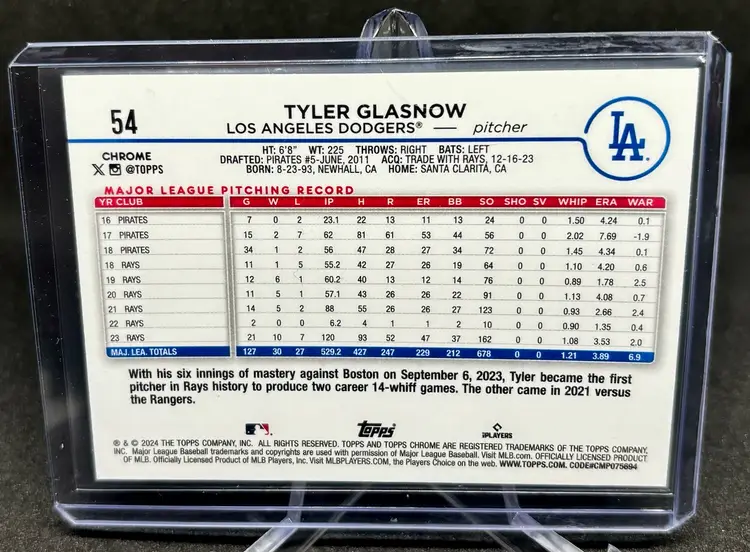 54
TYLER GLASNOW
LOS ANGELES DODGERS® — pitcher
LA
CHROME
X @TOPPS
HT: 6'8" WT: 225 THROWS: RIGHT BATS: LEFT
DRAFTED: PIRATES #5-JUNE, 2011 ACQ: TRADE WITH RAYS, 12-16-23
BORN: 8-23-93, NEWHALL, CA HOME: SANTA CLARITA, CA
MAJOR LEAGUE PITCHING RECORD
YR CLUB G W L IP H R ER BB SO SHO SV WHIP ERA WAR
16 PIRATES 7 0 2 23.1 22 13 11 13 24 0 0 1.50 4.24 0.1
17 PIRATES 15 2 7 62 81 61 53 44 56 0 0 2.02 7.69 -1.9
18 PIRATES 34 1 2 56 47 28 27 34 72 0 0 1.45 4.34 0.1
18 RAYS 11 1 5 55.2 42 27 26 19 64 0 0 1.10 4.20 0.6
19 RAYS 12 6 1 60.2 40 13 12 14 76 0 0 0.89 1.78 2.5
20 RAYS 11 5 1 57.1 43 27 26 22 91 0 0 1.13 4.08 0.7
21 RAYS 14 5 2 88 55 26 26 27 123 0 0 0.93 2.66 2.4
22 RAYS 2 0 0 6.2 4 1 1 2 10 0 0 0.90 1.35 0.4
23 RAYS 21 10 7 120 93 52 47 37 162 0 0 1.08 3.53 2.0
MAJ. LEA. TOTALS 127 30 27 529.2 427 247 229 212 678 0 0 1.21 3.89 6.9
With his six innings of mastery against Boston on September 6, 2023, Tyler became the first
pitcher in Rays history to produce two career 14-whiff games. The other came in 2021 versus
the Rangers.
Topps
PLAYERS
® & © 2024 THE TOPPS COMPANY, INC. ALL RIGHTS RESERVED. TOPPS AND TOPPS CHROME ARE REGISTERED TRADEMARKS OF THE TOPPS COMPANY,
INC. Major League Baseball trademarks and copyrights are used with permission of Major League Baseball. Visit MLB.com. OFFICIALLY LICENSED PRODUCT
OF MLB. Officially Licensed Product of MLB Players, Inc. Visit MLBPLAYERS.COM, the Players Choice on the web. WWW.TOPPS.COM. CODE#CMP075694